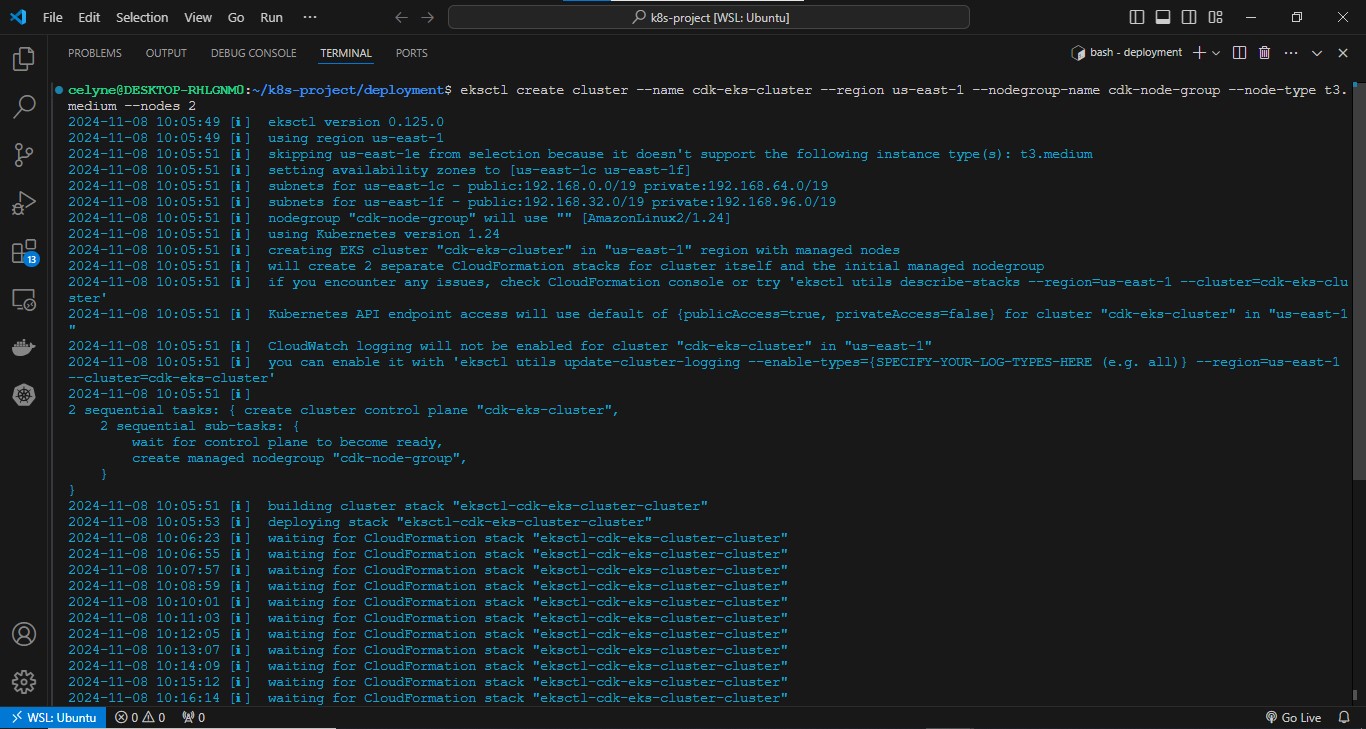 File Edit Selection View Go Run ···
k8s-project [WSL: Ubuntu]
PROBLEMS OUTPUT DEBUG CONSOLE TERMINAL PORTS
bash - deployment
celyne@DESKTOP-RHLGNMU:~/k8s-project/deployment$ eksctl create cluster --name cdk-eks-cluster --region us-east-1 --nodegroup-name cdk-node-group --node-type t3.
medium --nodes 2
2024-11-08 10:05:49 [ℹ]  eksctl version 0.125.0
2024-11-08 10:05:49 [ℹ]  using region us-east-1
2024-11-08 10:05:51 [ℹ]  skipping us-east-1e from selection because it doesn't support the following instance type(s): t3.medium
2024-11-08 10:05:51 [ℹ]  setting availability zones to [us-east-1c us-east-1f]
2024-11-08 10:05:51 [ℹ]  subnets for us-east-1c - public:192.168.0.0/19 private:192.168.64.0/19
2024-11-08 10:05:51 [ℹ]  subnets for us-east-1f - public:192.168.32.0/19 private:192.168.96.0/19
2024-11-08 10:05:51 [ℹ]  nodegroup "cdk-node-group" will use "" [AmazonLinux2/1.24]
2024-11-08 10:05:51 [ℹ]  using Kubernetes version 1.24
2024-11-08 10:05:51 [ℹ]  creating EKS cluster "cdk-eks-cluster" in "us-east-1" region with managed nodes
2024-11-08 10:05:51 [ℹ]  will create 2 separate CloudFormation stacks for cluster itself and the initial managed nodegroup
2024-11-08 10:05:51 [ℹ]  if you encounter any issues, check CloudFormation console or try 'eksctl utils describe-stacks --region=us-east-1 --cluster=cdk-eks-clu
ster'
2024-11-08 10:05:51 [ℹ]  Kubernetes API endpoint access will use default of {publicAccess=true, privateAccess=false} for cluster "cdk-eks-cluster" in "us-east-1
"
2024-11-08 10:05:51 [ℹ]  CloudWatch logging will not be enabled for cluster "cdk-eks-cluster" in "us-east-1"
2024-11-08 10:05:51 [ℹ]  you can enable it with 'eksctl utils update-cluster-logging --enable-types={SPECIFY-YOUR-LOG-TYPES-HERE (e.g. all)} --region=us-east-1
--cluster=cdk-eks-cluster'
2024-11-08 10:05:51 [ℹ]
2 sequential tasks: { create cluster control plane "cdk-eks-cluster",
    2 sequential sub-tasks: {
        wait for control plane to become ready,
        create managed nodegroup "cdk-node-group",
    }
}
2024-11-08 10:05:51 [ℹ]  building cluster stack "eksctl-cdk-eks-cluster-cluster"
2024-11-08 10:05:53 [ℹ]  deploying stack "eksctl-cdk-eks-cluster-cluster"
2024-11-08 10:06:23 [ℹ]  waiting for CloudFormation stack "eksctl-cdk-eks-cluster-cluster"
2024-11-08 10:06:55 [ℹ]  waiting for CloudFormation stack "eksctl-cdk-eks-cluster-cluster"
2024-11-08 10:07:57 [ℹ]  waiting for CloudFormation stack "eksctl-cdk-eks-cluster-cluster"
2024-11-08 10:08:59 [ℹ]  waiting for CloudFormation stack "eksctl-cdk-eks-cluster-cluster"
2024-11-08 10:10:01 [ℹ]  waiting for CloudFormation stack "eksctl-cdk-eks-cluster-cluster"
2024-11-08 10:11:03 [ℹ]  waiting for CloudFormation stack "eksctl-cdk-eks-cluster-cluster"
2024-11-08 10:12:05 [ℹ]  waiting for CloudFormation stack "eksctl-cdk-eks-cluster-cluster"
2024-11-08 10:13:07 [ℹ]  waiting for CloudFormation stack "eksctl-cdk-eks-cluster-cluster"
2024-11-08 10:14:09 [ℹ]  waiting for CloudFormation stack "eksctl-cdk-eks-cluster-cluster"
2024-11-08 10:15:12 [ℹ]  waiting for CloudFormation stack "eksctl-cdk-eks-cluster-cluster"
2024-11-08 10:16:14 [ℹ]  waiting for CloudFormation stack "eksctl-cdk-eks-cluster-cluster"
13
WSL: Ubuntu 0 0 0 Go Live